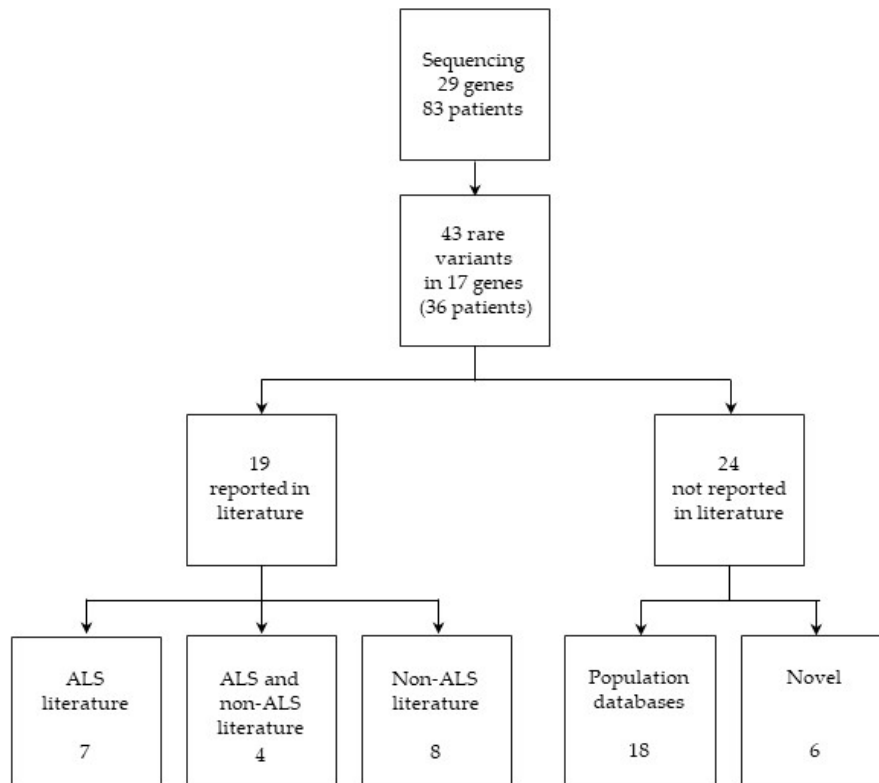 Sequencing
29 genes
83 patients
43 rare
variants
in 17 genes
(36 patients)
19
reported in
literature
24
not reported
in literature
ALS
literature
7
ALS and
non-ALS
literature
4
Non-ALS
literature
8
Population
databases
18
Novel
6